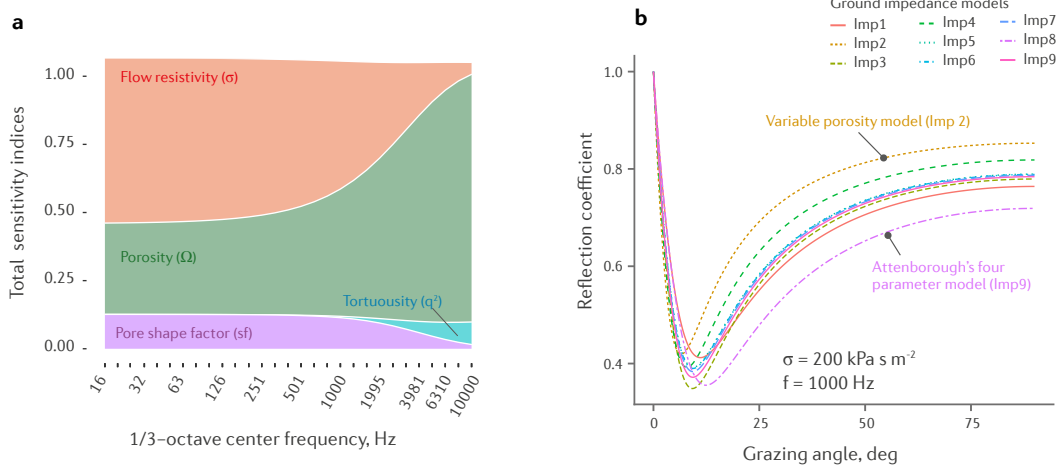 a
Total sensitivity indices
1.00
0.75
0.50
0.25
0.00
Flow resistivity (σ)
Porosity (Ω)
Tortuousity (q²)
Pore shape factor (sf)
16
32
63
126
251
501
1000
1995
3981
6310
10000
1/3–octave center frequency, Hz
b
Ground impedance models
Imp1
Imp2
Imp3
Imp4
Imp5
Imp6
Imp7
Imp8
Imp9
Reflection coefficient
1.0
0.8
0.6
0.4
Variable porosity model (Imp 2)
Attenborough's four
parameter model (Imp9)
σ = 200 kPa s m⁻²
f = 1000 Hz
0
25
50
75
Grazing angle, deg